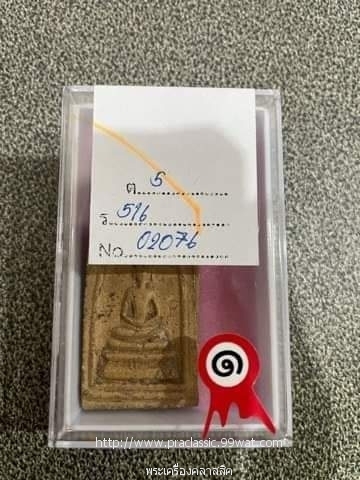 ต 5
ร 516
No 02076
๑
http://www.praclassic.99wat.com
พระเครื่องคลาสสิค